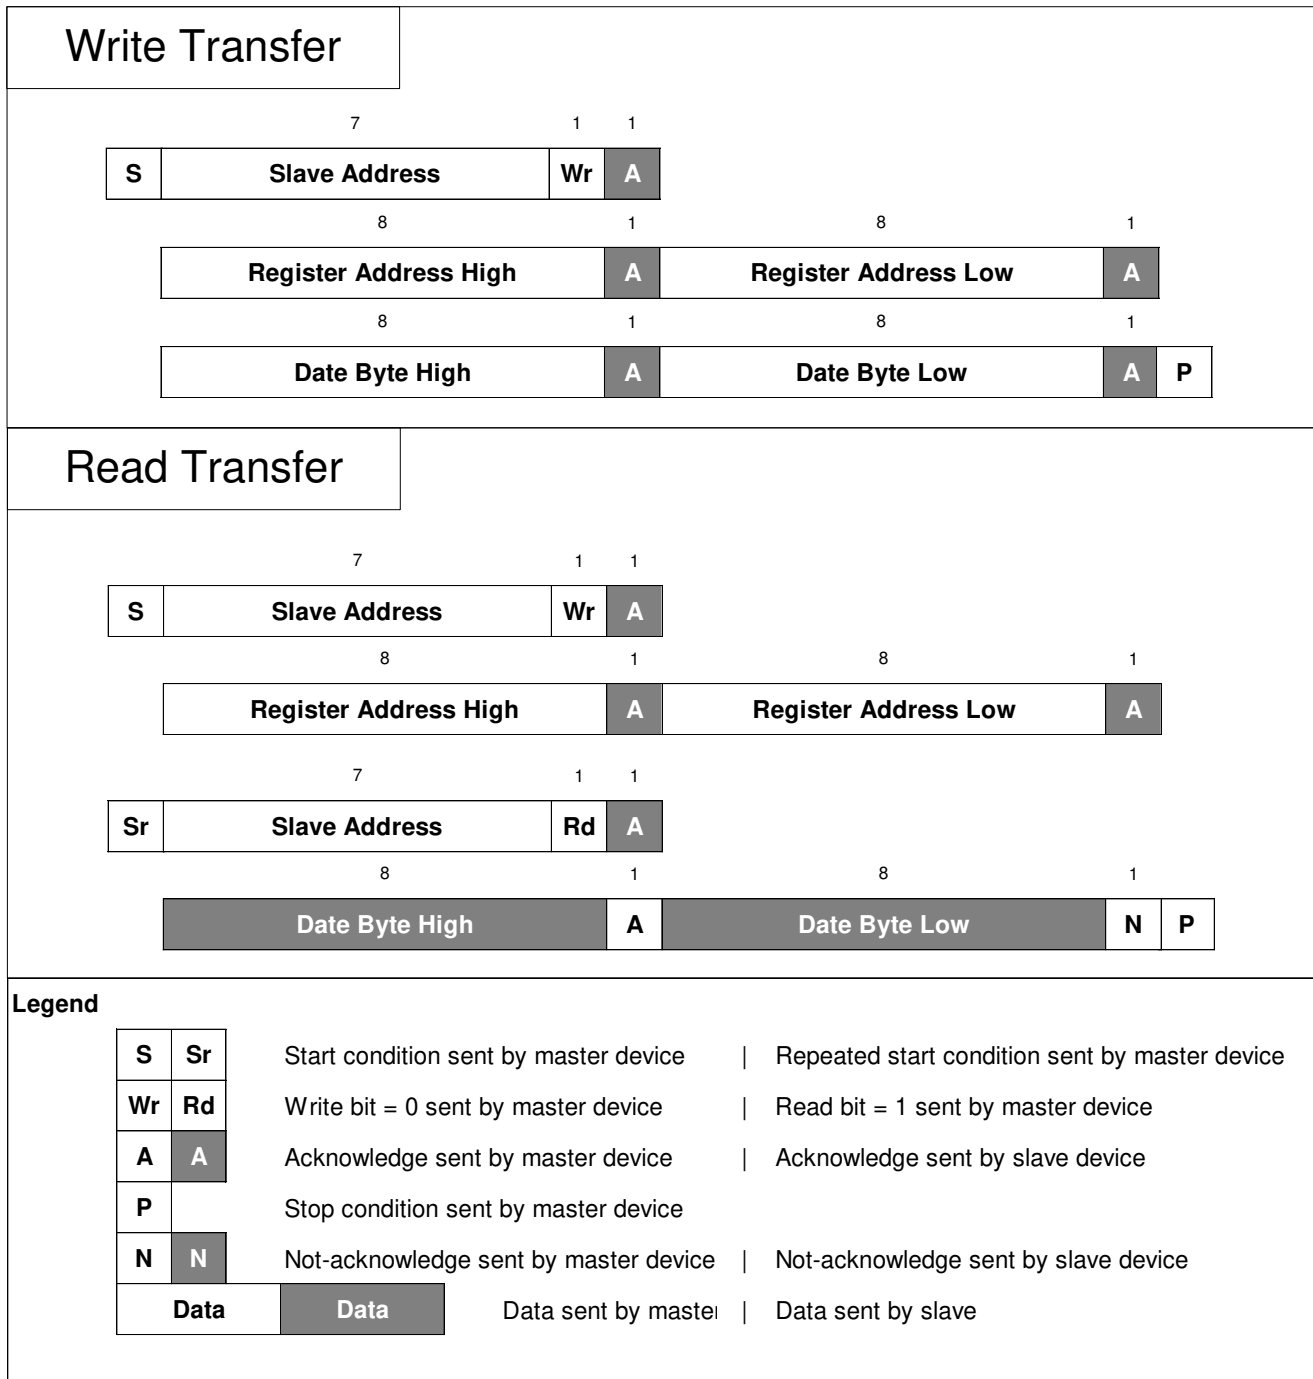 Write Transfer
7 1 1
S Slave Address Wr A
8 1 8 1
Register Address High A Register Address Low A
8 1 8 1
Date Byte High A Date Byte Low A P
Read Transfer
7 1 1
S Slave Address Wr A
8 1 8 1
Register Address High A Register Address Low A
7 1 1
Sr Slave Address Rd A
8 1 8 1
Date Byte High A Date Byte Low N P
Legend
S Sr Start condition sent by master device | Repeated start condition sent by master device
Wr Rd Write bit = 0 sent by master device | Read bit = 1 sent by master device
A A Acknowledge sent by master device | Acknowledge sent by slave device
P Stop condition sent by master device
N N Not-acknowledge sent by master device | Not-acknowledge sent by slave device
Data Data Data sent by master | Data sent by slave